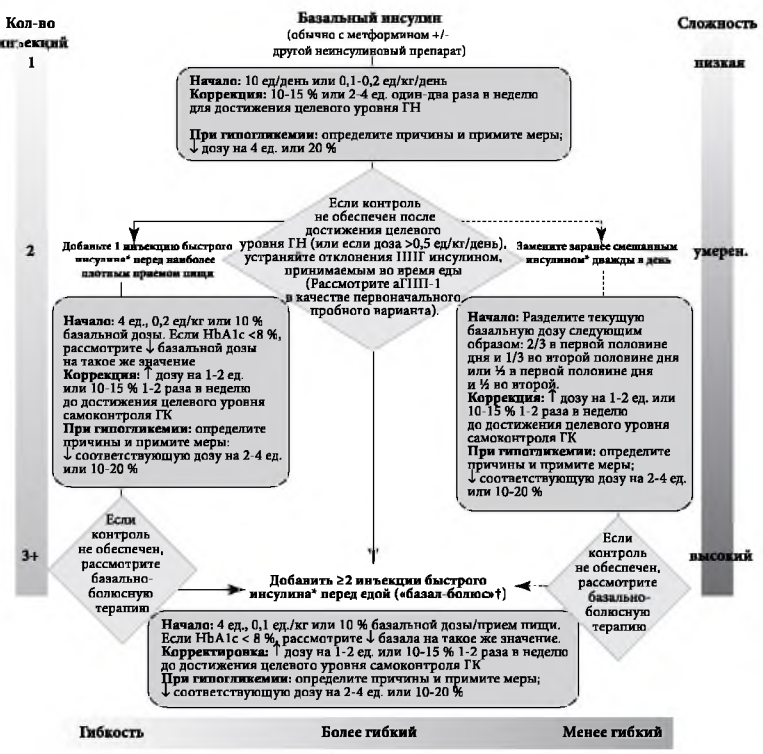 Кол-во
инъекций
Базальный инсулин
(обычно с метформином +/-
другой неинсулиновый препарат)
Сложность
1
низкая
Начало: 10 ед/день или 0,1-0,2 ед/кг/день
Коррекция: 10-15 % или 2-4 ед. один-два раза в неделю
для достижения целевого уровня ГН
При гипогликемии: определите причины и примите меры;
↓ дозу на 4 ед. или 20 %
Если контроль
не обеспечен после
достижения целевого
уровня ГН (или если доза >0,5 ед/кг/день),
устраняйте отклонения ППГ инсулином,
принимаемым во время еды
(Рассмотрите аГПП-1
в качестве первоначального
пробного варианта).
2
Добавьте 1 инъекцию быстрого
инсулина* перед наиболее
плотным приемом пищи
Замените заранее смешанным
инсулином* дважды в день
умерен.
Начало: 4 ед., 0,2 ед/кг или 10 %
базальной дозы. Если HbA1c <8 %,
рассмотрите ↓ базальной дозы
на такое же значение
Коррекция: ↑ дозу на 1-2 ед.
или 10-15 % 1-2 раза в неделю
до достижения целевого уровня
самоконтроля ГК
При гипогликемии: определите
причины и примите меры:
↓ соответствующую дозу на 2-4 ед.
или 10-20 %
Начало: Разделите текущую
базальную дозу следующим
образом: 2/3 в первой половине
дня и 1/3 во второй половине дня
или ½ в первой половине дня
и ½ во второй.
Коррекция: ↑ дозу на 1-2 ед. или
10-15 % 1-2 раза в неделю
до достижения целевого уровня
самоконтроля ГК
При гипогликемии: определите
причины и примите меры;
↓ соответствующую дозу на 2-4 ед.
или 10-20 %
3+
Если
контроль
не обеспечен,
рассмотрите
базально-
болюсную
терапию
Добавить ≥2 инъекции быстрого
инсулина* перед едой («базал-болюс»†)
Если
контроль
не обеспечен,
рассмотрите
базально-
болюсную
терапию
высокий
Начало: 4 ед., 0,1 ед./кг или 10 % базальной дозы/прием пищи.
Если HbA1c < 8 %, рассмотрите ↓ базала на такое же значение.
Корректировка: ↑ дозу на 1-2 ед. или 10-15 % 1-2 раза в неделю
до достижения целевого уровня самоконтроля ГК
При гипогликемии: определите причины и примите меры;
↓ соответствующую дозу на 2-4 ед. или 10-20 %
Гибкость
Более гибкий
Менее гибкий